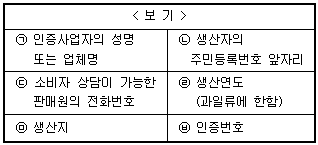 < 보 기 >
㉠ 인증사업자의 성명
또는 업체명
㉡ 생산자의
주민등록번호 앞자리
㉢ 소비자 상담이 가능한
판매원의 전화번호
㉣ 생산연도
(과일류에 한함)
㉤ 생산지
㉥ 인증번호